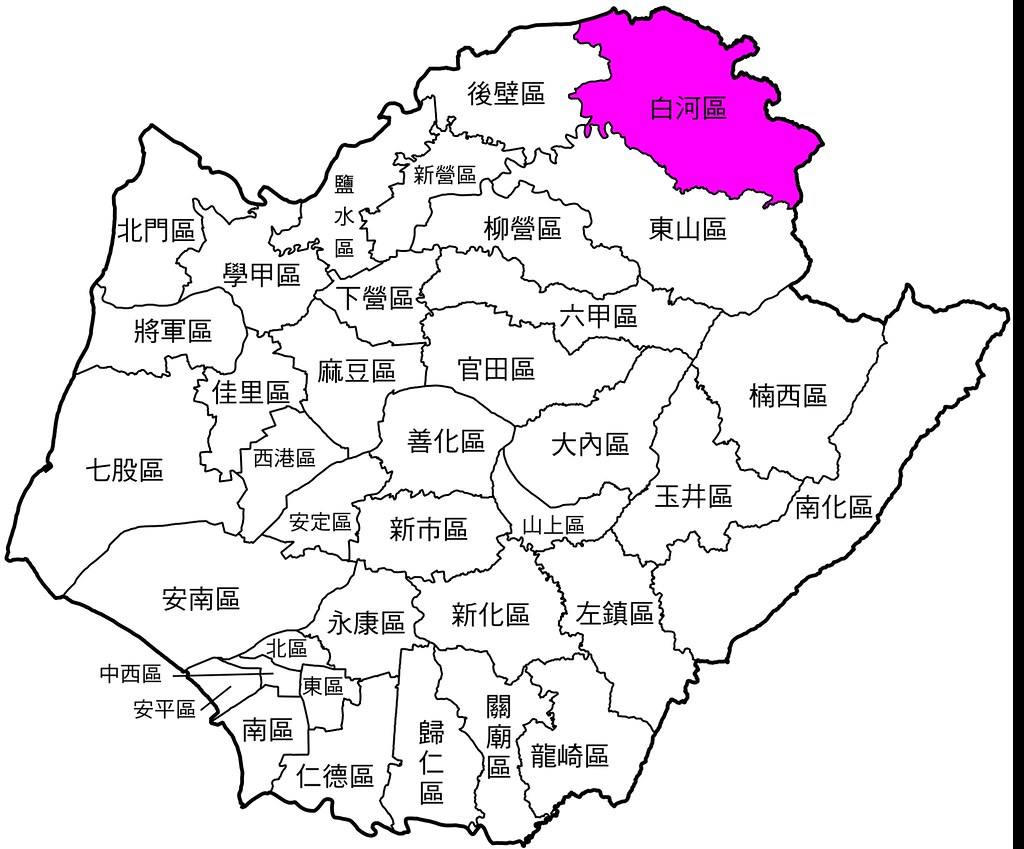 後壁區
白河區
新營區
鹽
水
區
北門區
柳營區
東山區
學甲區
下營區
六甲區
將軍區
麻豆區
官田區
佳里區
楠西區
善化區
大內區
西港區
七股區
玉井區
南化區
安定區
新市區
山上區
安南區
永康區
新化區
左鎮區
北區
中西區
東區
安平區
南區
歸
仁
區
關
廟
區
龍崎區
仁德區